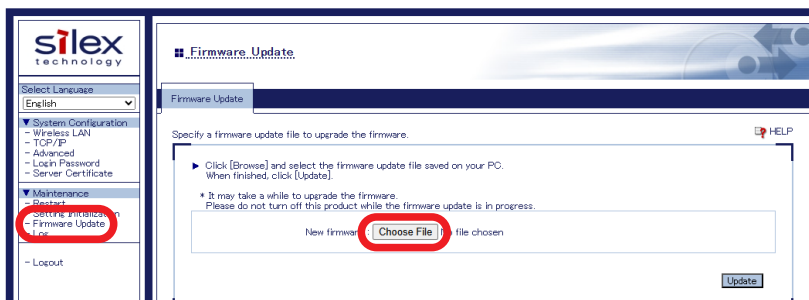 silex
technology
Select Language
English
▼ System Configuration
- Wireless LAN
- TCP/IP
- Advanced
- Login Password
- Server Certificate
▼ Maintenance
- Restart
- Setting Initialization
- Firmware Update
- Log
- Logout
Firmware Update
Firmware Update
Specify a firmware update file to upgrade the firmware.
HELP
▶ Click [Browse] and select the firmware update file saved on your PC.
When finished, click [Update].
* It may take a while to upgrade the firmware.
Please do not turn off this product while the firmware update is in progress.
New firmware : Choose File No file chosen
Update